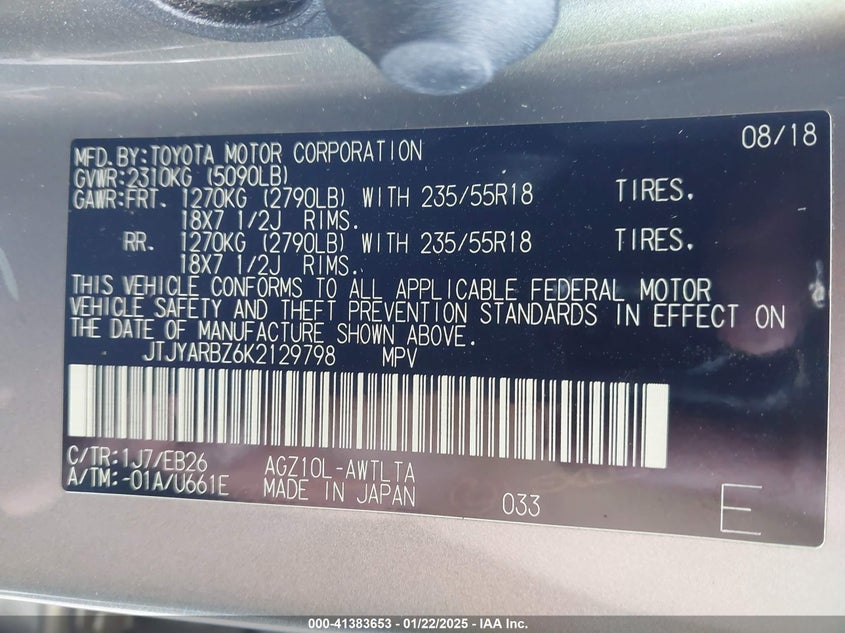 08/18
MFD.BY:TOYOTA MOTOR CORPORATION
GVWR:2310KG (5090LB)
GAWR:FRT. 1270KG (2790LB) WITH 235/55R18 TIRES.
18X7 1/2J RIMS.
RR. 1270KG (2790LB) WITH 235/55R18 TIRES.
18X7 1/2J RIMS.
THIS VEHICLE CONFORMS TO ALL APPLICABLE FEDERAL MOTOR
VEHICLE SAFETY AND THEFT PREVENTION STANDARDS IN EFFECT ON
THE DATE OF MANUFACTURE SHOWN ABOVE.
JTJYARBZ6K2129798 MPV
C/TR:1J7/EB26 AGZ10L-AWTLTA
A/TM:-01A/U661E MADE IN JAPAN 033 E
000-41383653 - 01/22/2025 - IAA Inc.